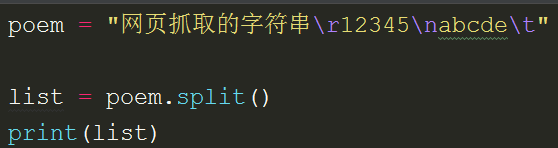 poem = "网页抓取的字符串\r12345\nabcde\t"
list = poem.split()
print(list)